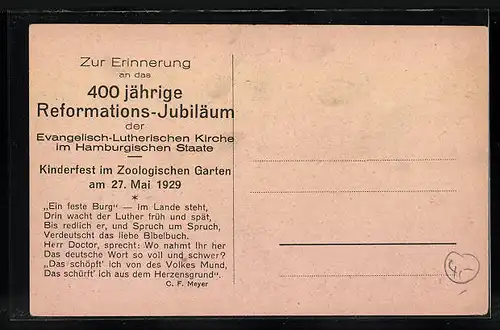 Zur Erinnerung
an das
400 jährige
Reformations-Jubiläum
der
Evangelisch-Lutherischen Kirche
im Hamburgischen Staate
Kinderfest im Zoologischen Garten
am 27. Mai 1929
*
„Ein feste Burg“ — im Lande steht,
Drin wacht der Luther früh und spät,
Bis redlich er, und Spruch um Spruch,
Verdeutscht das liebe Bibelbuch.
Herr Doctor, sprecht: Wo nahmt Ihr her
Das deutsche Wort so voll und schwer?
„Das schöpft' ich von des Volkes Mund,
Das schürft' ich aus dem Herzensgrund“.
C. F. Meyer
4,-